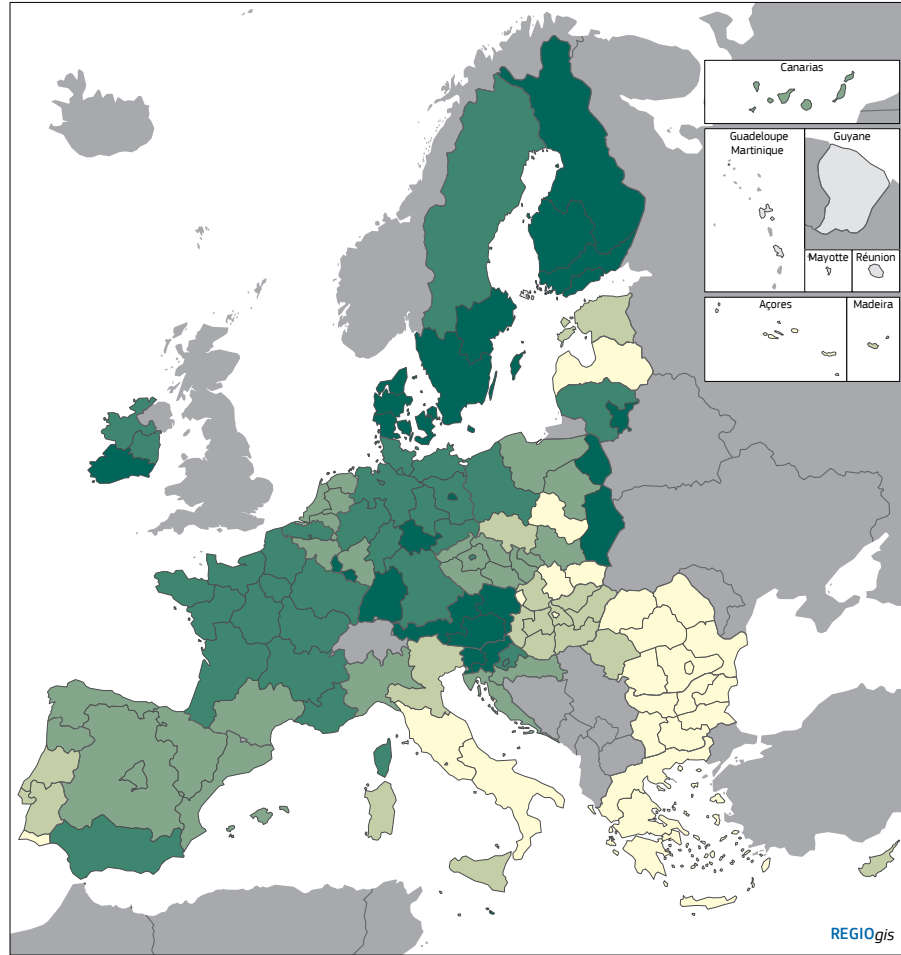 Canarias
Guadeloupe
Martinique
Guyane
Mayotte
Réunion
Açores
Madeira
REGIOgis